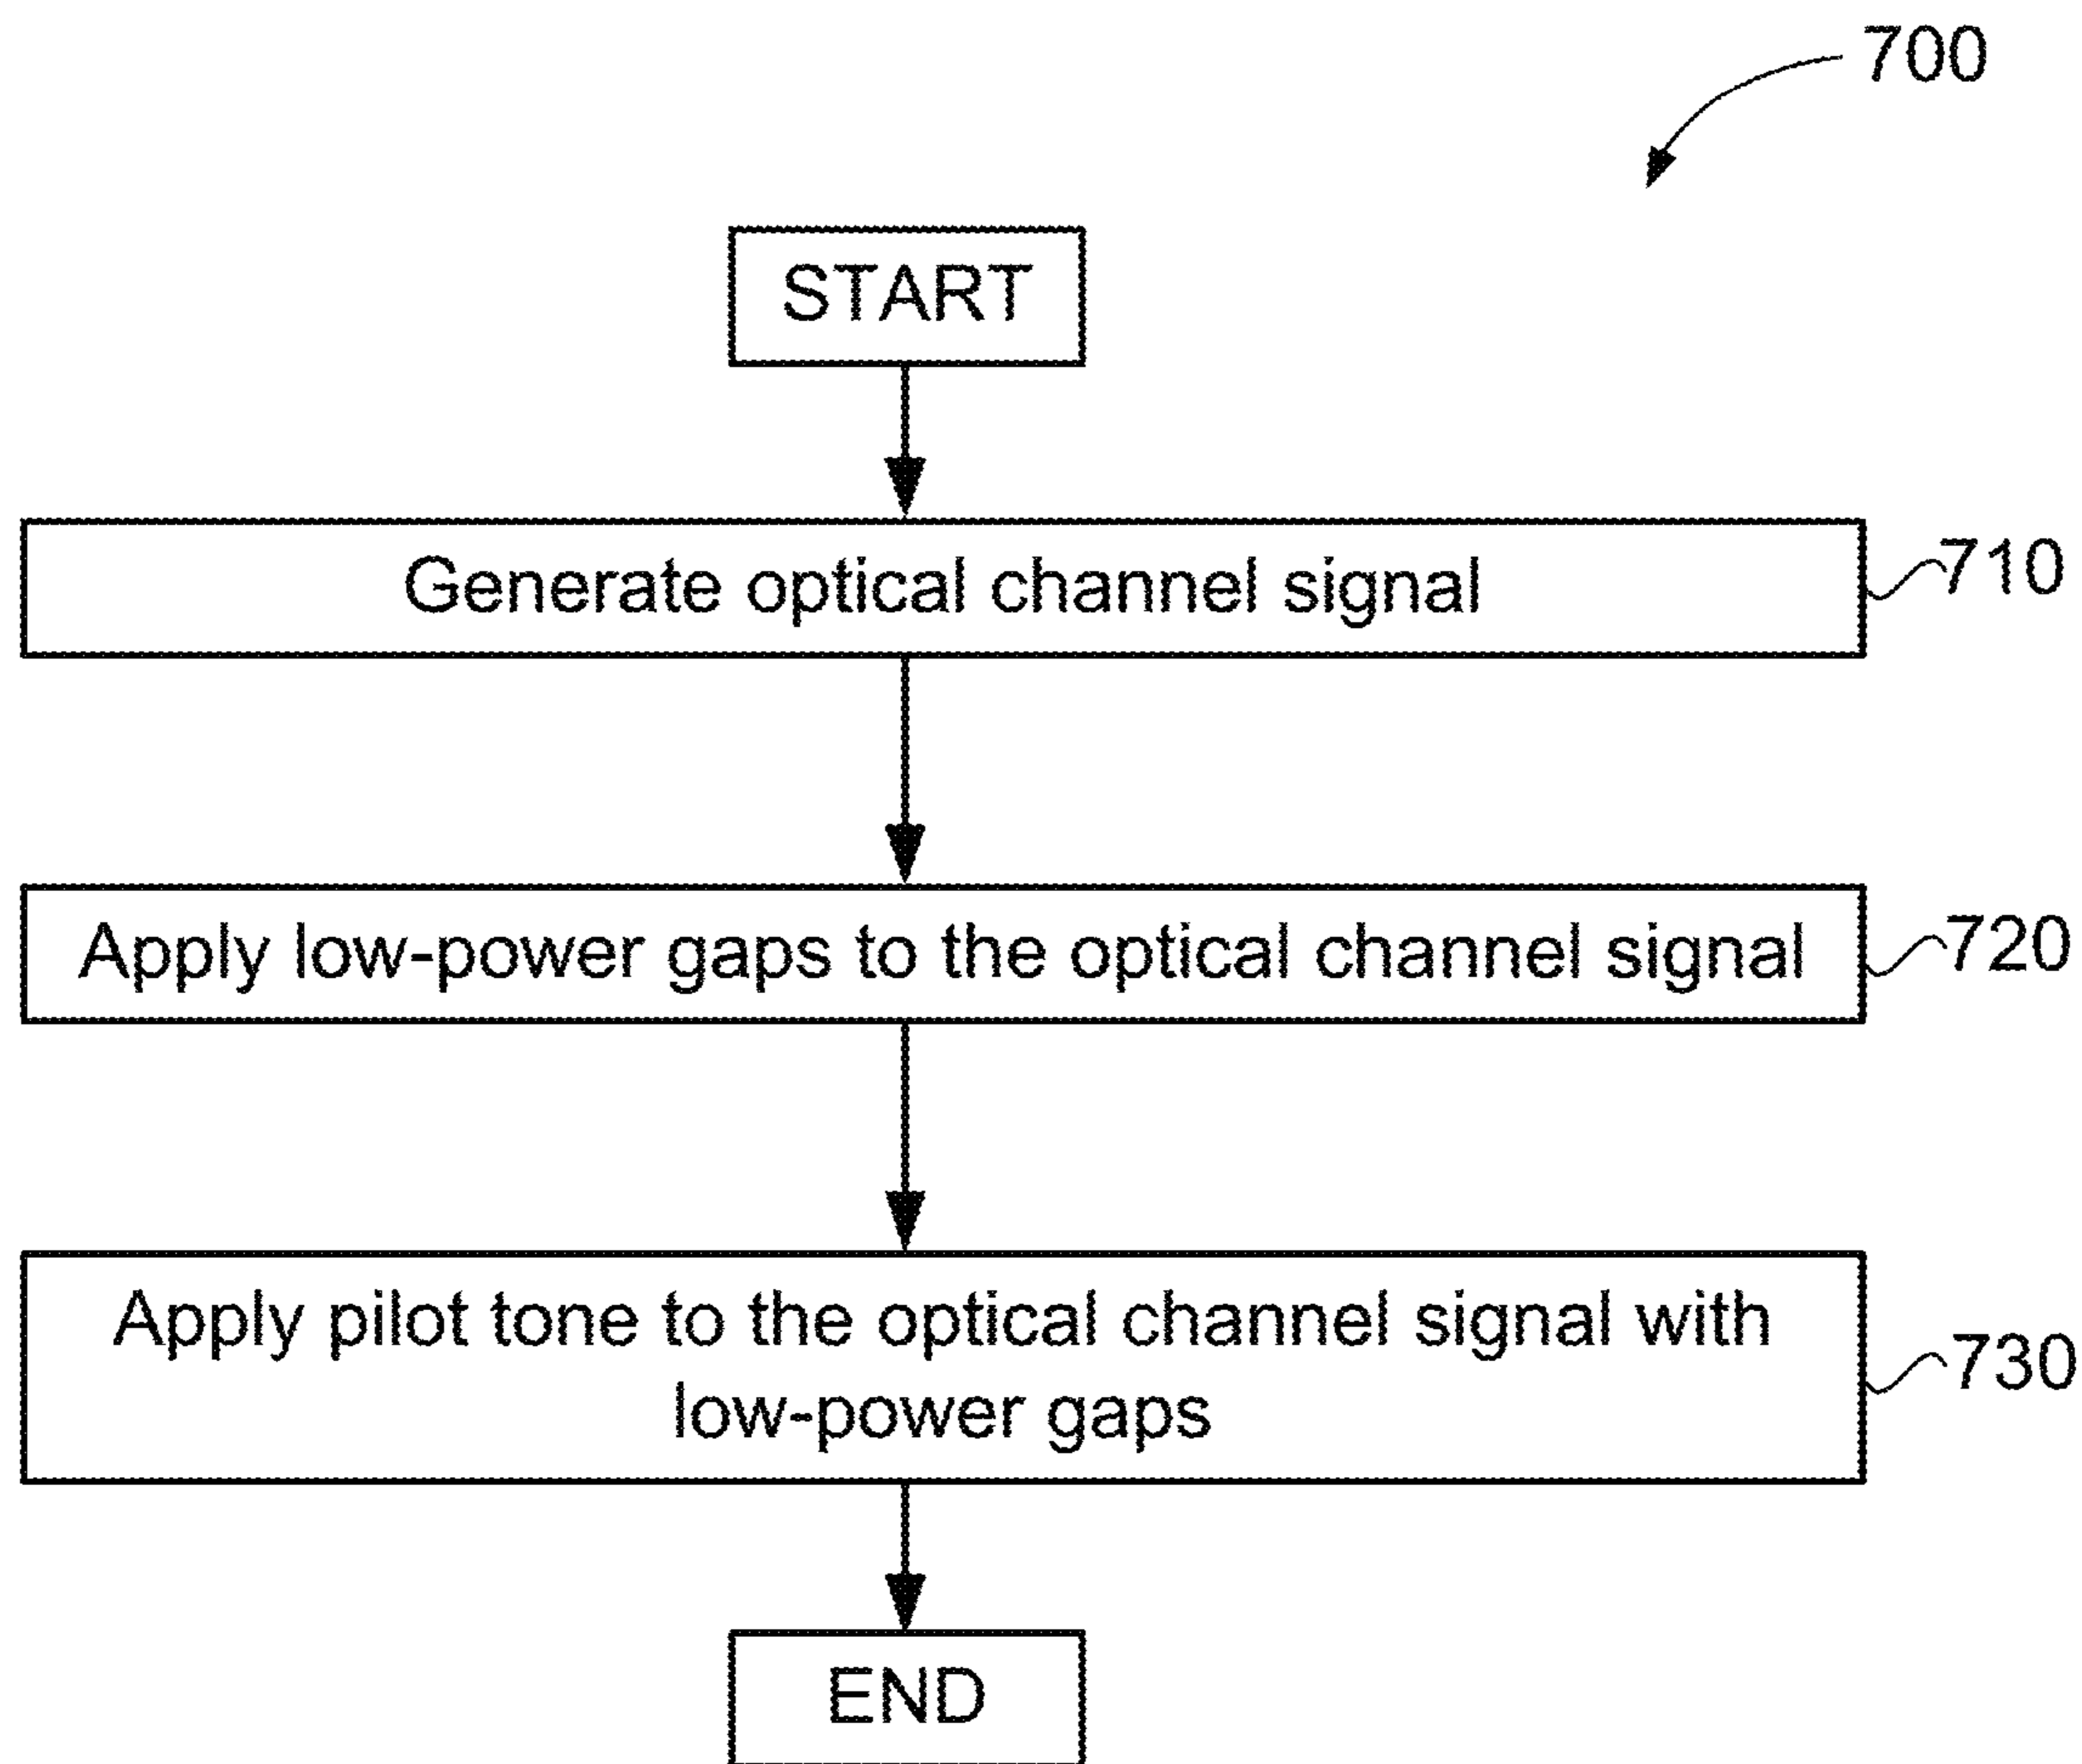 700
START
Generate optical channel signal
710
Apply low-power gaps to the optical channel signal
720
Apply pilot tone to the optical channel signal with
low-power gaps
730
END